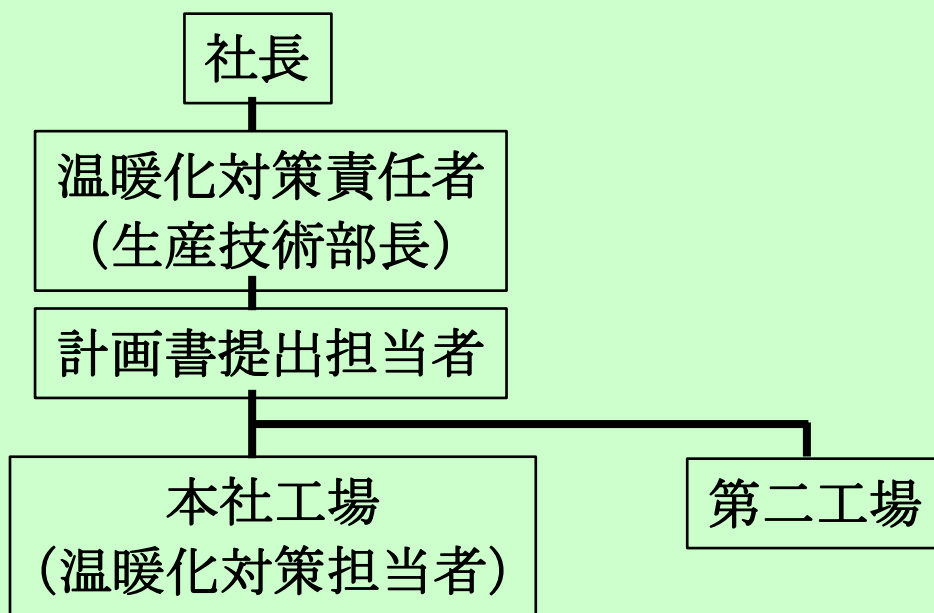 社長
温暖化対策責任者
（生産技術部長）
計画書提出担当者
本社工場
（温暖化対策担当者）
第二工場